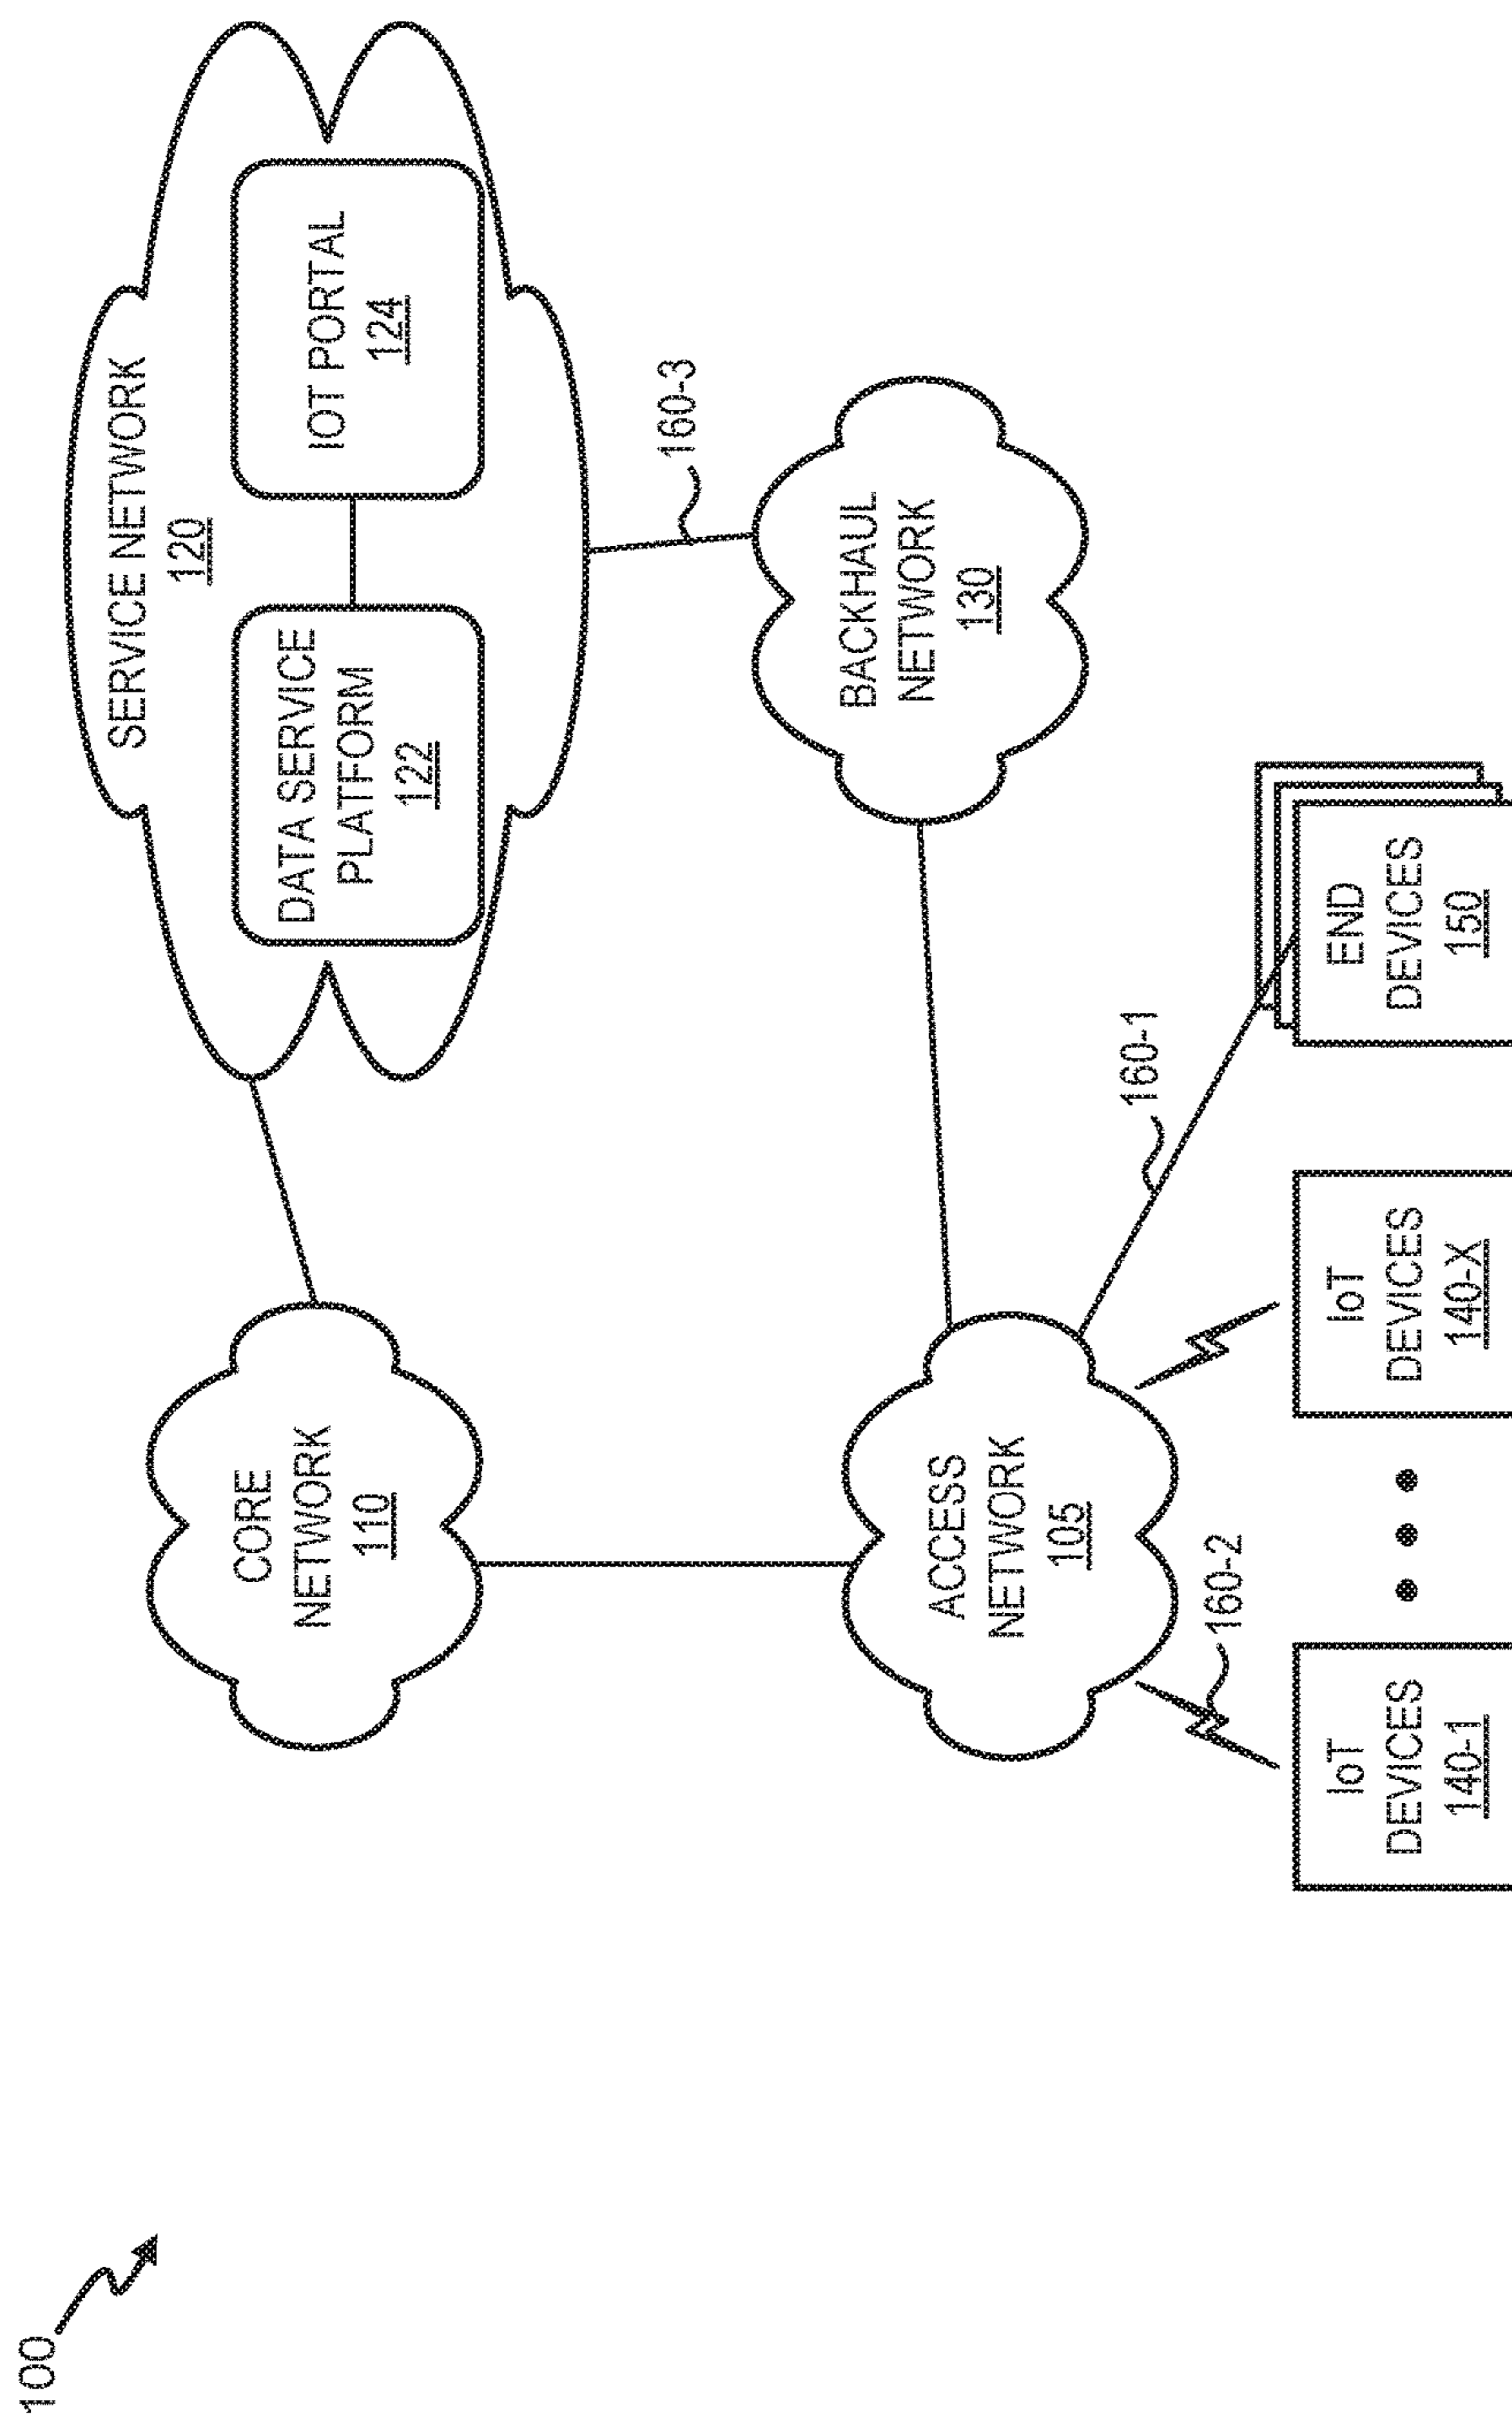 100
SERVICE NETWORK
120
DATA SERVICE
PLATFORM
122
IOT PORTAL
124
CORE
NETWORK
110
160-3
BACKHAUL
NETWORK
130
ACCESS
NETWORK
105
160-1
160-2
IoT
DEVICES
140-1
IoT
DEVICES
140-X
END
DEVICES
150